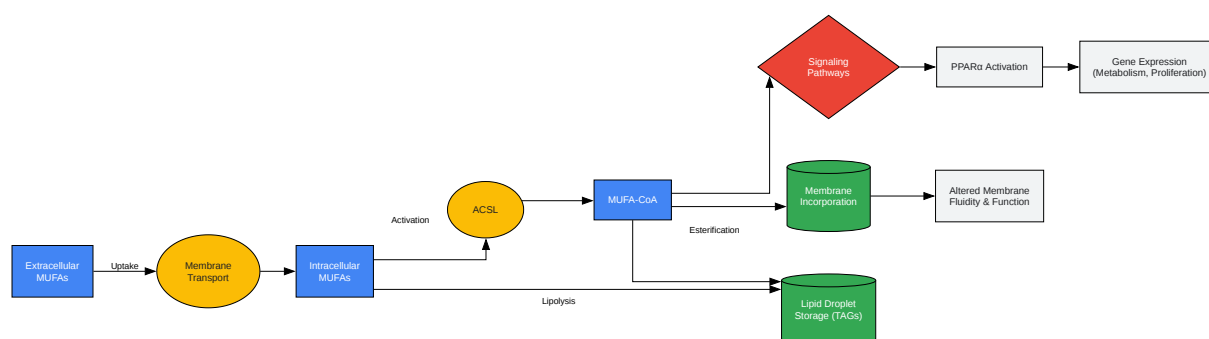 Signaling
Pathways
PPARα Activation
Gene Expression
(Metabolism, Proliferation)
Membrane
Incorporation
Altered Membrane
Fluidity & Function
MUFA-CoA
ACSL
Activation
Esterification
Extracellular
MUFAs
Uptake
Membrane
Transport
Intracellular
MUFAs
Lipolysis
Lipid Droplet
Storage (TAGs)